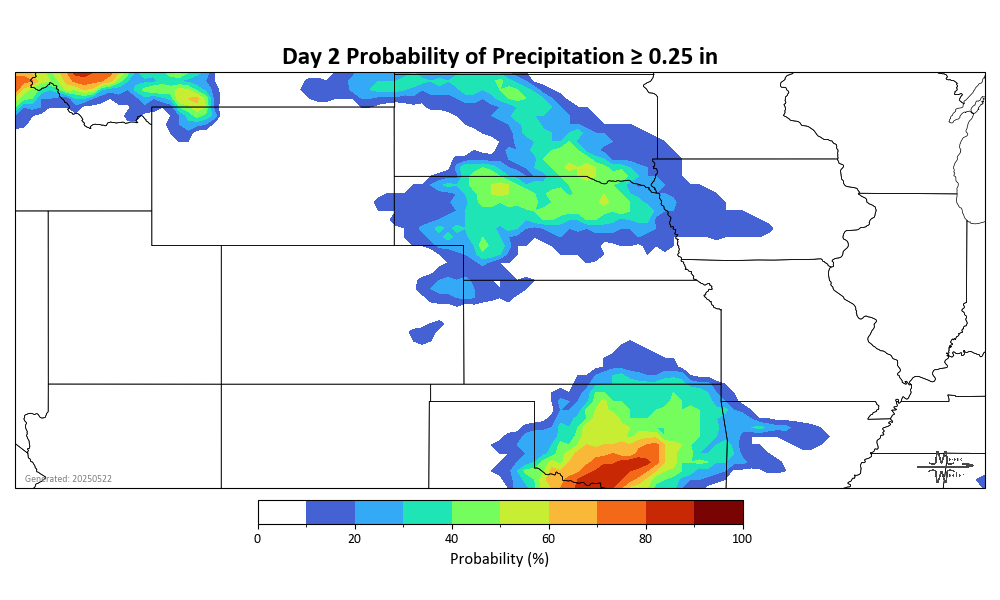 Day 2 Probability of Precipitation ≥ 0.25 in
Generated: 20250522
0 20 40 60 80 100
Probability (%)